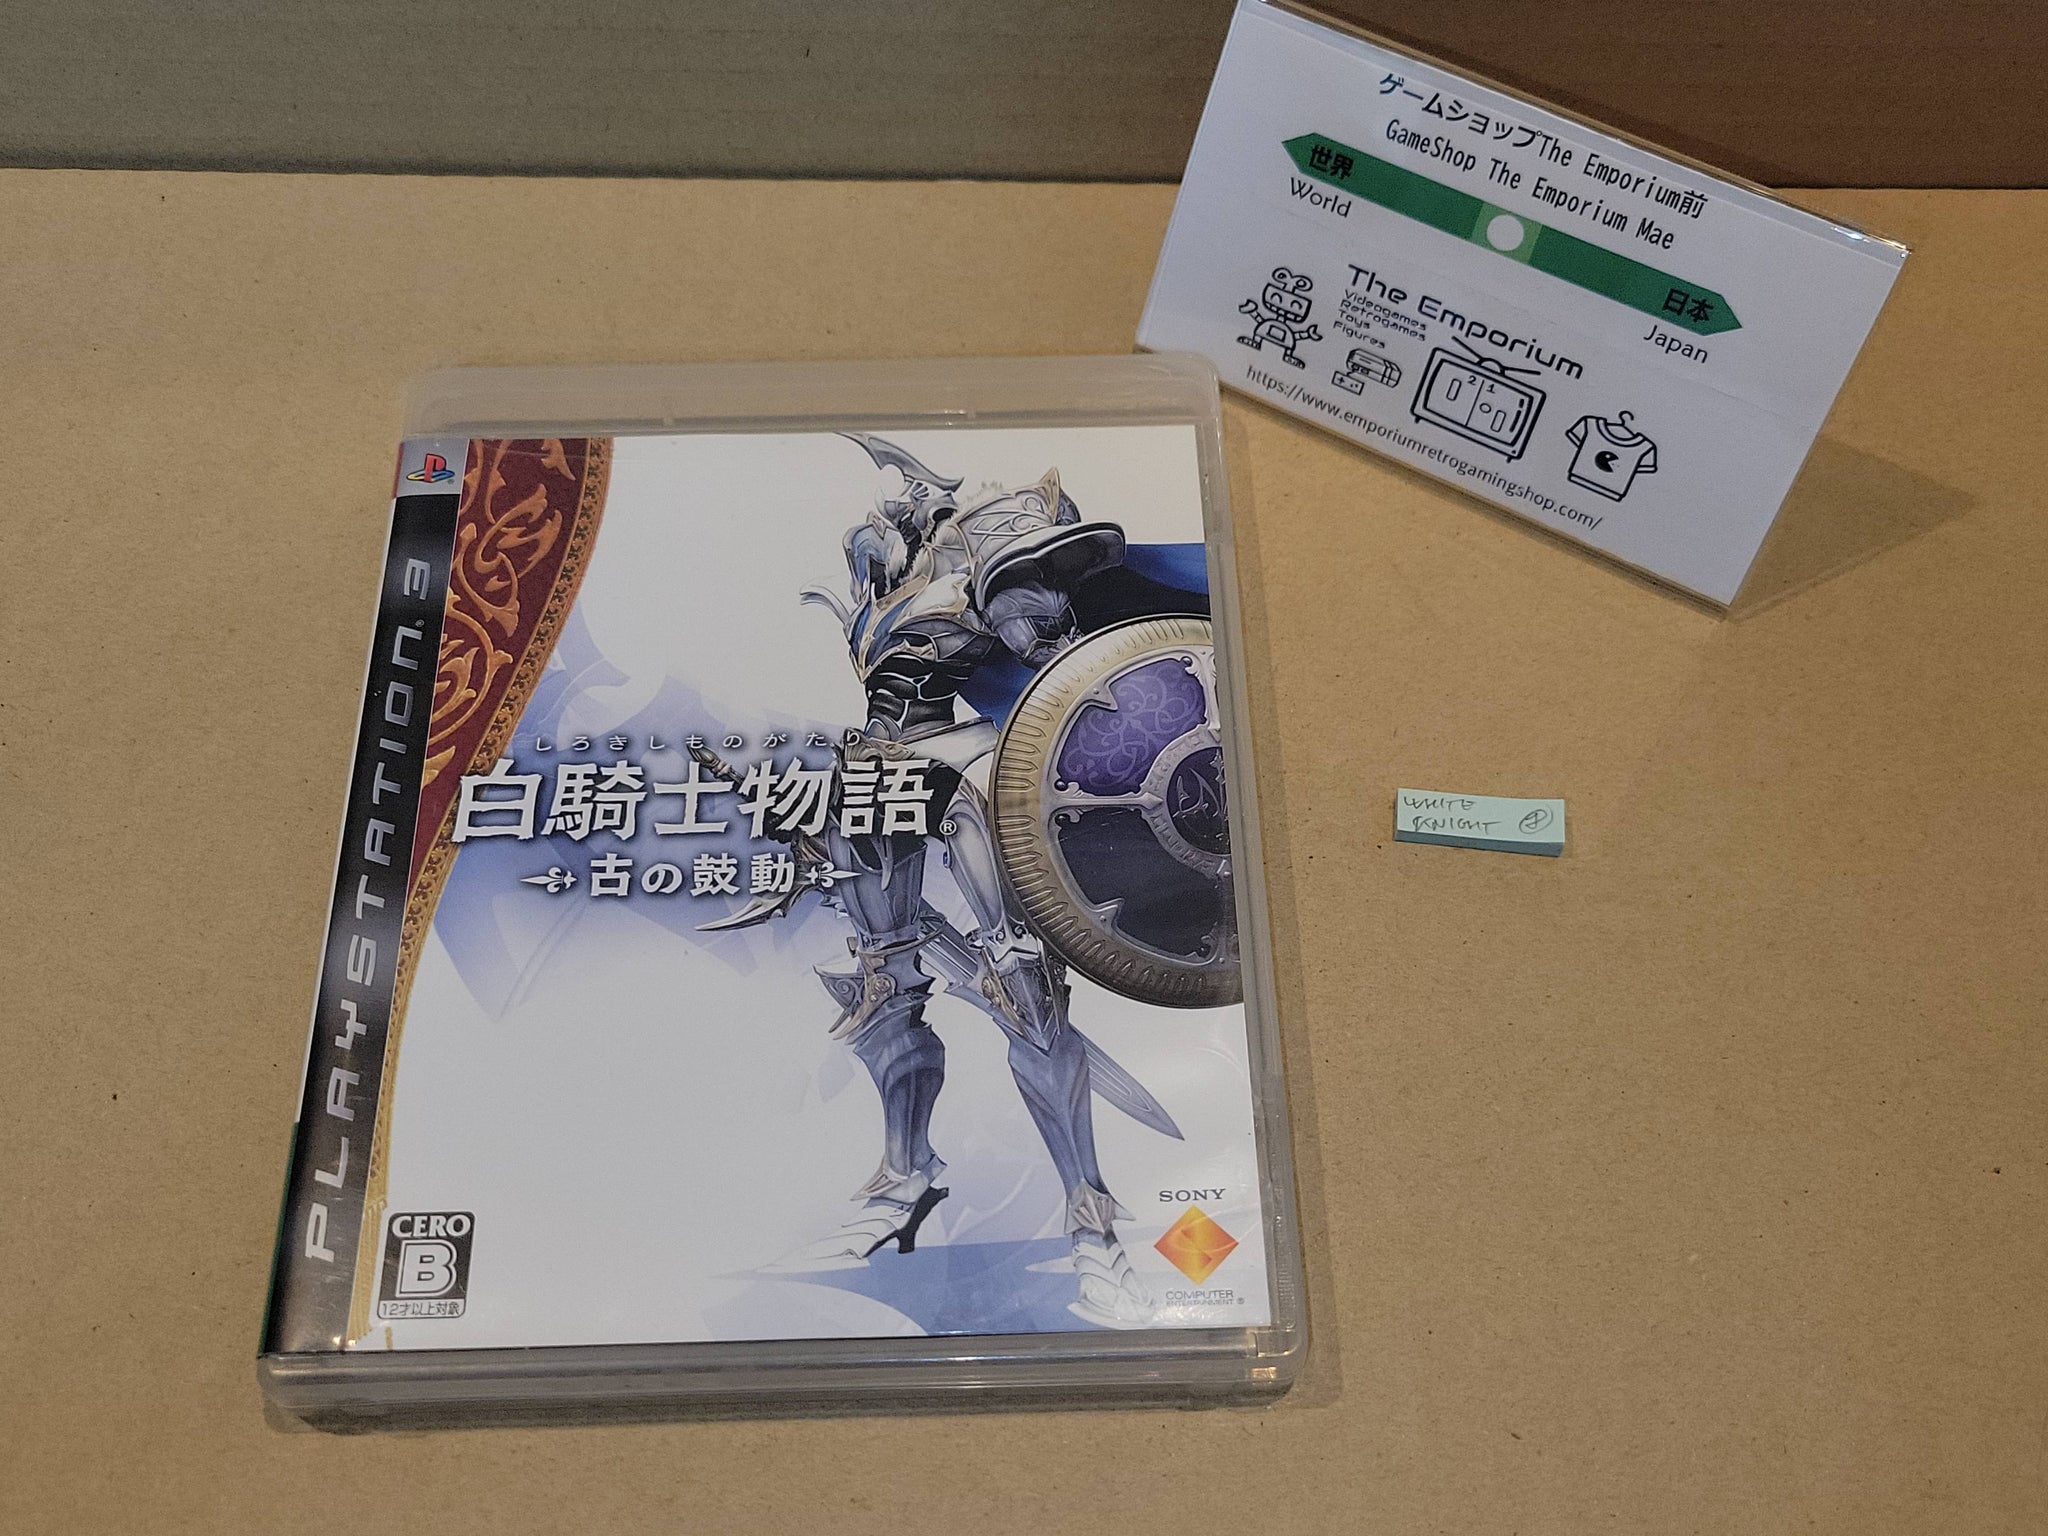 ゲームショップThe Emporium前
GameShop The Emporium Mae
世界
World
日本
Japan
The Emporium
Videogames
Retrogames
Toys
Figures
2 1
https://www.emporiumretrogamingshop.com/
PLAYSTATION®3
しろきしものがたり
白騎士物語®
古の鼓動
WHITE
KNIGHT
SONY
COMPUTER
ENTERTAINMENT®
CERO
B
12才以上対象